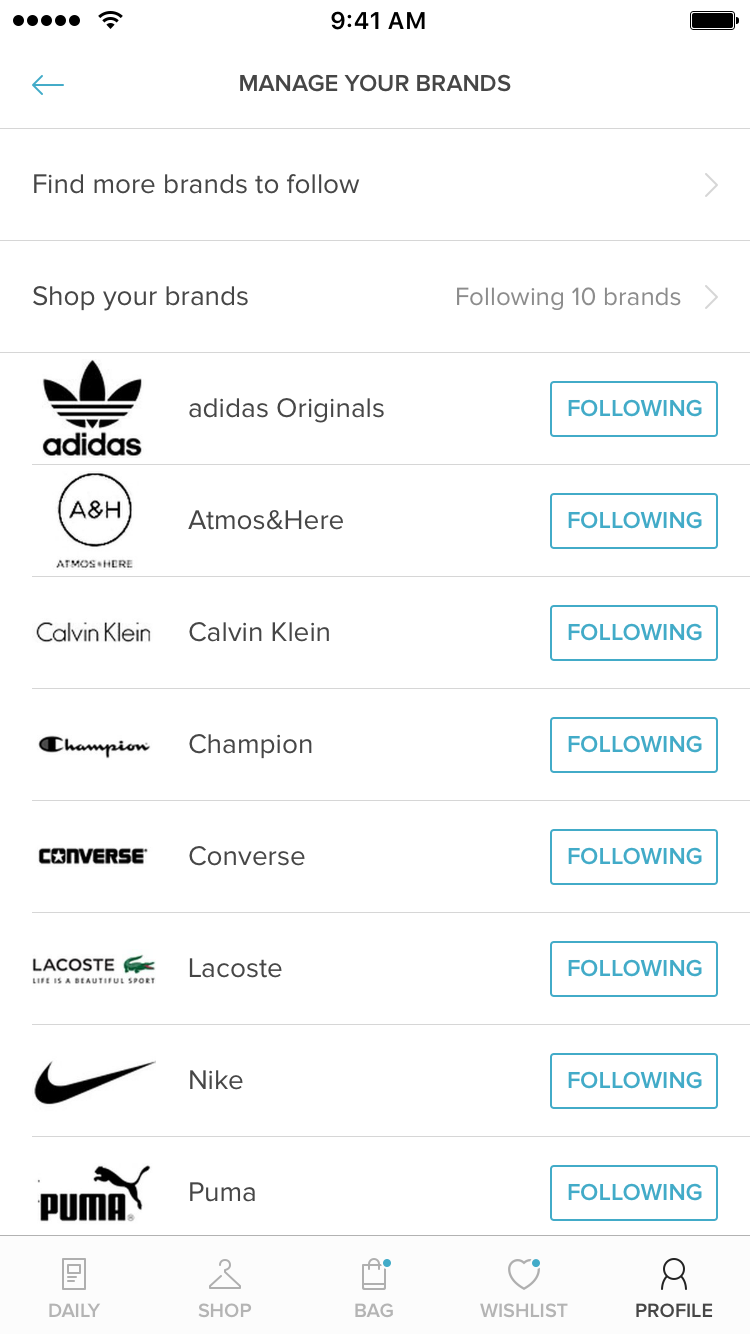 9:41 AM
MANAGE YOUR BRANDS
Find more brands to follow
Shop your brands Following 10 brands
adidas adidas Originals FOLLOWING
A&H
ATMOS&HERE Atmos&Here FOLLOWING
Calvin Klein Calvin Klein FOLLOWING
Champion Champion FOLLOWING
CONVERSE Converse FOLLOWING
LACOSTE Lacoste FOLLOWING
LIFE IS A BEAUTIFUL SPORT
Nike FOLLOWING
PUMA® Puma FOLLOWING
DAILY SHOP BAG WISHLIST PROFILE